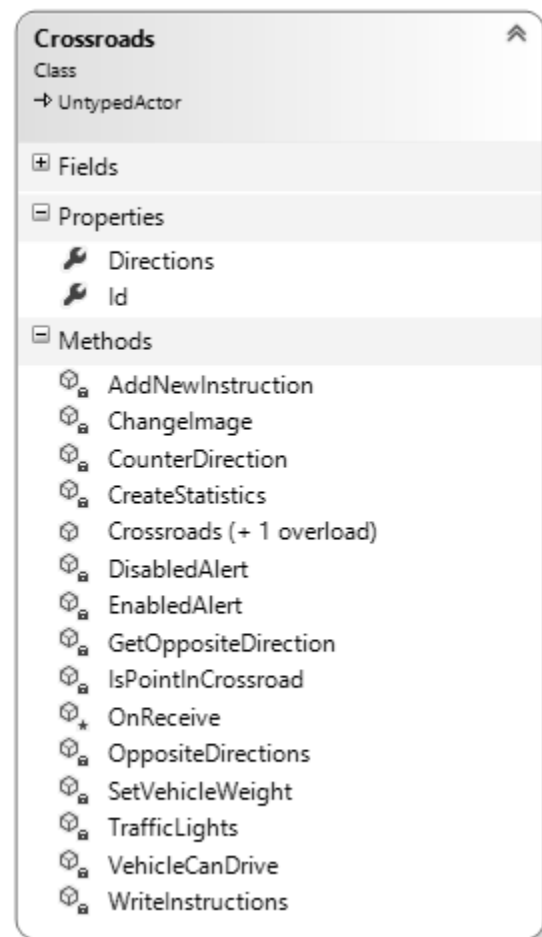 Crossroads
Class
UntypedActor
Fields
Properties
Directions
Id
Methods
AddNewInstruction
ChangeImage
CounterDirection
CreateStatistics
Crossroads (+ 1 overload)
DisabledAlert
EnabledAlert
GetOppositeDirection
IsPointInCrossroad
OnReceive
OppositeDirections
SetVehicleWeight
TrafficLights
VehicleCanDrive
WriteInstructions